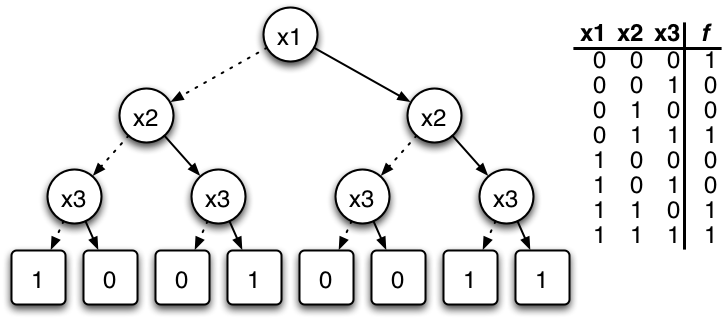 x1
x2 x2
x3 x3 x3 x3
1 0 0 1 0 0 1 1
x1 x2 x3 f
0 0 0 1
0 0 1 0
0 1 0 0
0 1 1 1
1 0 0 0
1 0 1 0
1 1 0 1
1 1 1 1